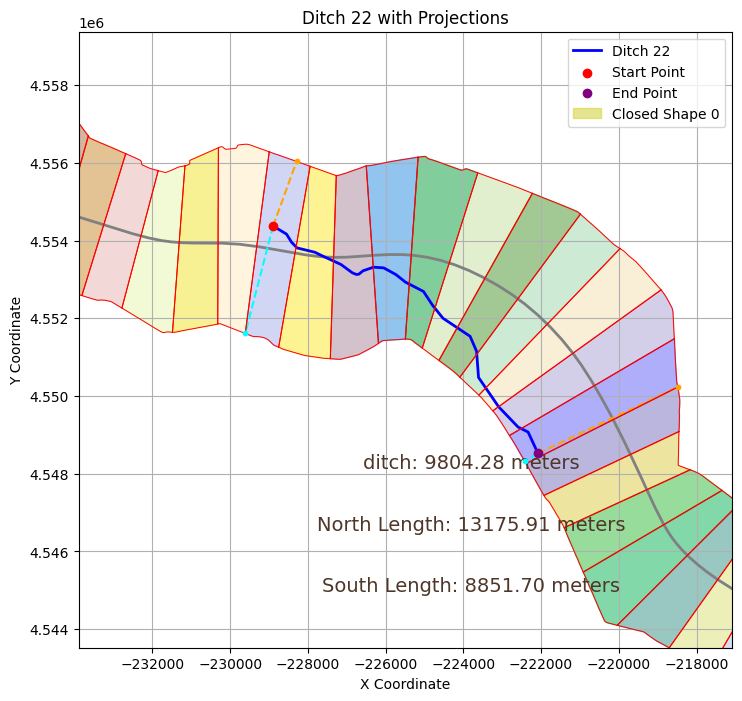 Ditch 22 with Projections
1e6
Ditch 22
Start Point
End Point
Closed Shape 0
4.558
4.556
4.554
4.552
4.550
4.548
4.546
4.544
Y Coordinate
ditch: 9804.28 meters
North Length: 13175.91 meters
South Length: 8851.70 meters
−232000 −230000 −228000 −226000 −224000 −222000 −220000 −218000
X Coordinate